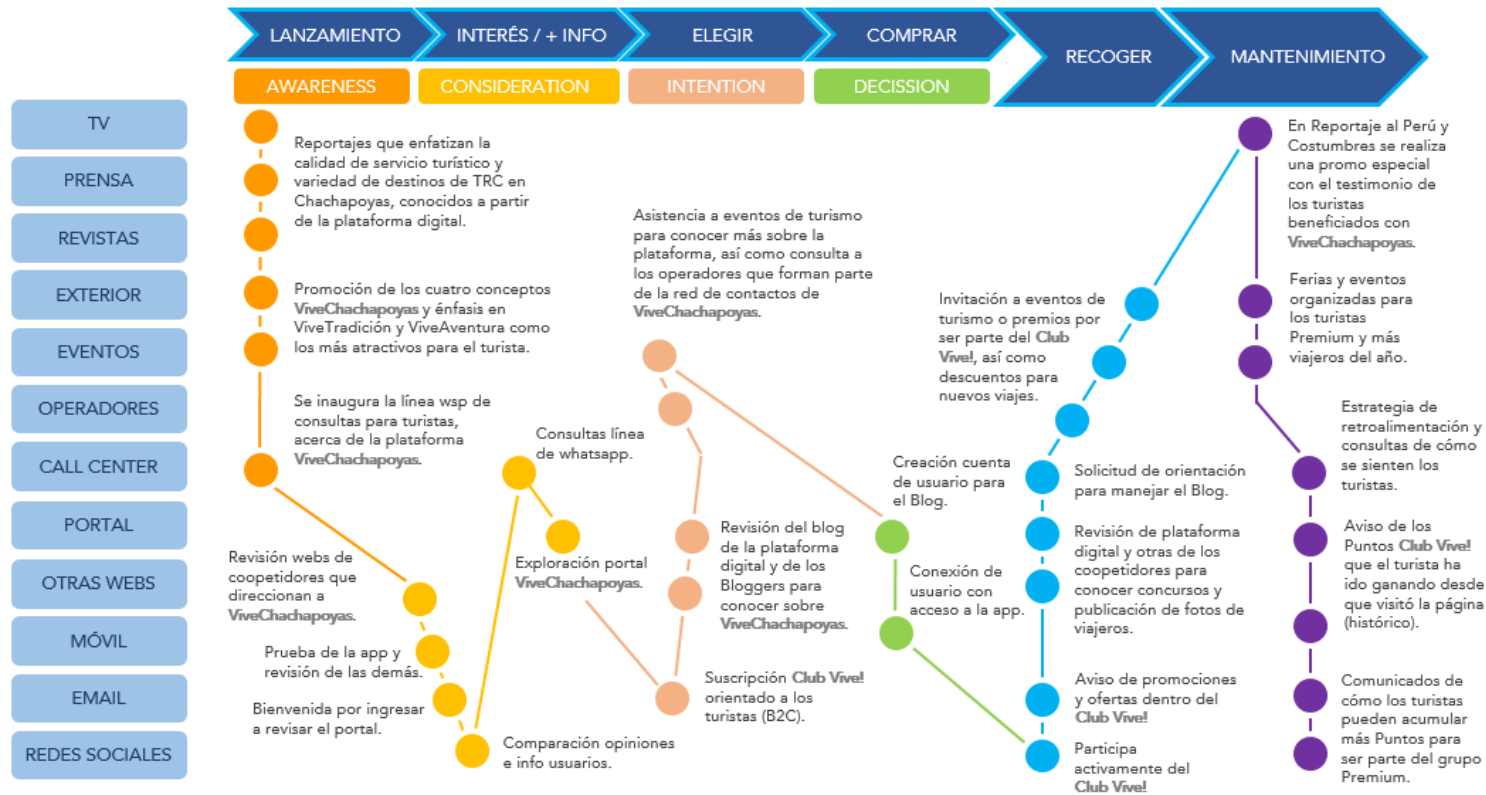 LANZAMIENTO
INTERÉS / + INFO
ELEGIR
COMPRAR
RECOGER
MANTENIMIENTO
AWARENESS
CONSIDERATION
INTENTION
DECISSION
TV
PRENSA
REVISTAS
EXTERIOR
EVENTOS
OPERADORES
CALL CENTER
PORTAL
OTRAS WEBS
MÓVIL
EMAIL
REDES SOCIALES
Reportajes que enfatizan la
calidad de servicio turístico y
variedad de destinos de TRC en
Chachapoyas, conocidos a partir
de la plataforma digital.
Promoción de los cuatro conceptos
ViveChachapoyas y énfasis en
ViveTradición y ViveAventura como
los más atractivos para el turista.
Se inaugura la línea wsp de
consultas para turistas,
acerca de la plataforma
ViveChachapoyas.
Revisión webs de
coopetidores que
direccionan a
ViveChachapoyas.
Prueba de la app y
revisión de las demás.
Bienvenida por ingresar
a revisar el portal.
Comparación opiniones
e info usuarios.
Consultas línea
de whatsapp.
Exploración portal
ViveChachapoyas.
Asistencia a eventos de turismo
para conocer más sobre la
plataforma, así como consulta a
los operadores que forman parte
de la red de contactos de
ViveChachapoyas.
Revisión del blog
de la plataforma
digital y de los
Bloggers para
conocer sobre
ViveChachapoyas.
Suscripción Club Vive!
orientado a los
turistas (B2C).
Creación cuenta
de usuario para
el Blog.
Conexión de
usuario con
acceso a la app.
Invitación a eventos de
turismo o premios por
ser parte del Club
Vive!, así como
descuentos para
nuevos viajes.
Solicitud de orientación
para manejar el Blog.
Revisión de plataforma
digital y otras de los
coopetidores para
conocer concursos y
publicación de fotos de
viajeros.
Aviso de promociones
y ofertas dentro del
Club Vive!
Participa
activamente del
Club Vive!
En Reportaje al Perú y
Costumbres se realiza
una promo especial
con el testimonio de
los turistas
beneficiados con
ViveChachapoyas.
Ferias y eventos
organizadas para
los turistas
Premium y más
viajeros del año.
Estrategia de
retroalimentación y
consultas de cómo
se sienten los
turistas.
Aviso de los
Puntos Club Vive!
que el turista ha
ido ganando desde
que visitó la página
(histórico).
Comunicados de
cómo los turistas
pueden acumular
más Puntos para
ser parte del grupo
Premium.